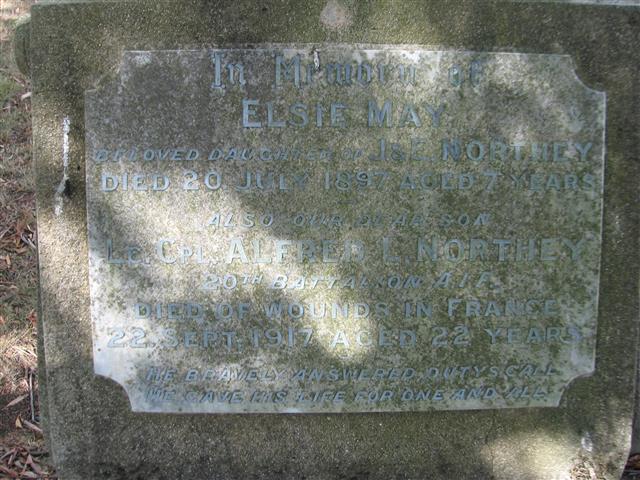 In Memory of
ELSIE MAY
BELOVED DAUGHTER OF J&E. NORTHEY
DIED 20 JULY 1897 AGED 7 YEARS
ALSO OUR DEAR SON
LC. CPL. ALFRED L. NORTHEY
20TH BATTALION A.I.F.
DIED OF WOUNDS IN FRANCE
22 SEPT. 1917 AGED 22 YEARS
HE BRAVELY ANSWERED DUTYS CALL
HE GAVE HIS LIFE FOR ONE AND ALL